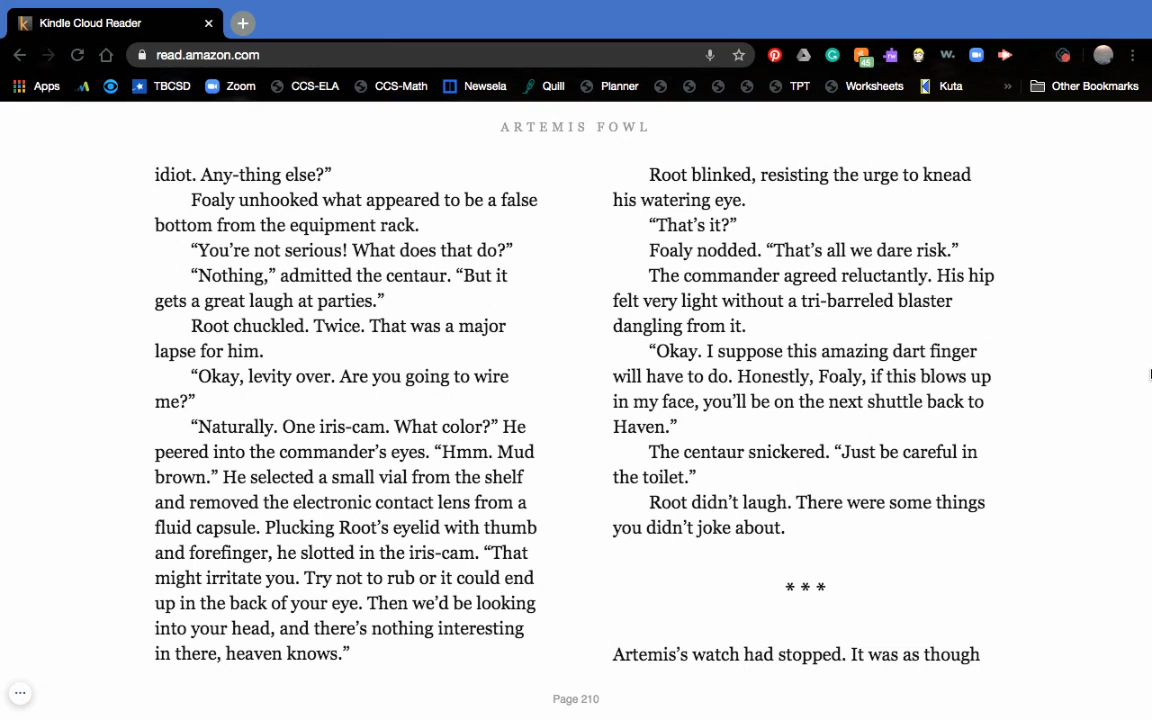 Kindle Cloud Reader
read.amazon.com
45
w.
Apps TBCSD Zoom CCS-ELA CCS-Math Newsela Quill Planner TPT Worksheets Kuta » Other Bookmarks
ARTEMIS FOWL
idiot. Any-thing else?”
Foaly unhooked what appeared to be a false
bottom from the equipment rack.
“You’re not serious! What does that do?”
“Nothing,” admitted the centaur. “But it
gets a great laugh at parties.”
Root chuckled. Twice. That was a major
lapse for him.
“Okay, levity over. Are you going to wire
me?”
“Naturally. One iris-cam. What color?” He
peered into the commander’s eyes. “Hmm. Mud
brown.” He selected a small vial from the shelf
and removed the electronic contact lens from a
fluid capsule. Plucking Root’s eyelid with thumb
and forefinger, he slotted in the iris-cam. “That
might irritate you. Try not to rub or it could end
up in the back of your eye. Then we’d be looking
into your head, and there’s nothing interesting
in there, heaven knows.”
Root blinked, resisting the urge to knead
his watering eye.
“That’s it?”
Foaly nodded. “That’s all we dare risk.”
The commander agreed reluctantly. His hip
felt very light without a tri-barreled blaster
dangling from it.
“Okay. I suppose this amazing dart finger
will have to do. Honestly, Foaly, if this blows up
in my face, you’ll be on the next shuttle back to
Haven.”
The centaur snickered. “Just be careful in
the toilet.”
Root didn’t laugh. There were some things
you didn’t joke about.
* * *
Artemis’s watch had stopped. It was as though
Page 210